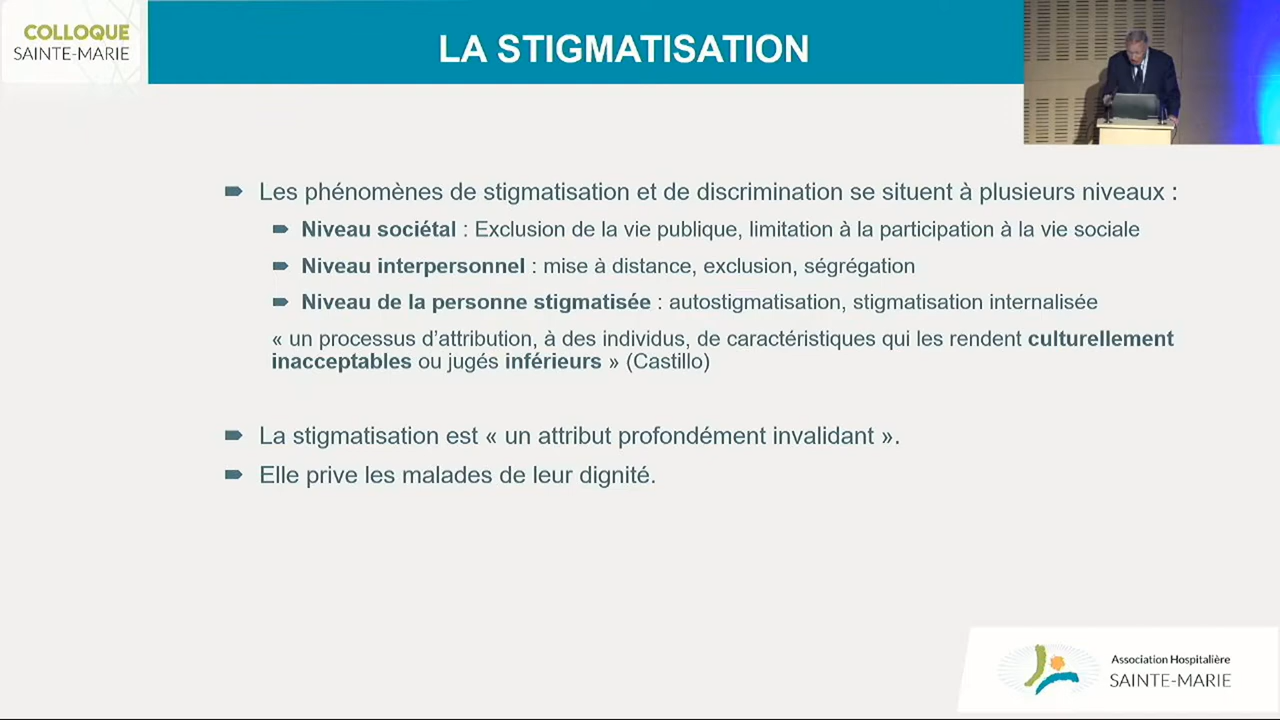 COLLOQUE
SAINTE-MARIE
LA STIGMATISATION
Les phénomènes de stigmatisation et de discrimination se situent à plusieurs niveaux :
Niveau sociétal : Exclusion de la vie publique, limitation à la participation à la vie sociale
Niveau interpersonnel : mise à distance, exclusion, ségrégation
Niveau de la personne stigmatisée : autostigmatisation, stigmatisation internalisée
« un processus d’attribution, à des individus, de caractéristiques qui les rendent culturellement
inacceptables ou jugés inférieurs » (Castillo)
La stigmatisation est « un attribut profondément invalidant ».
Elle prive les malades de leur dignité.
Association Hospitalière
SAINTE-MARIE